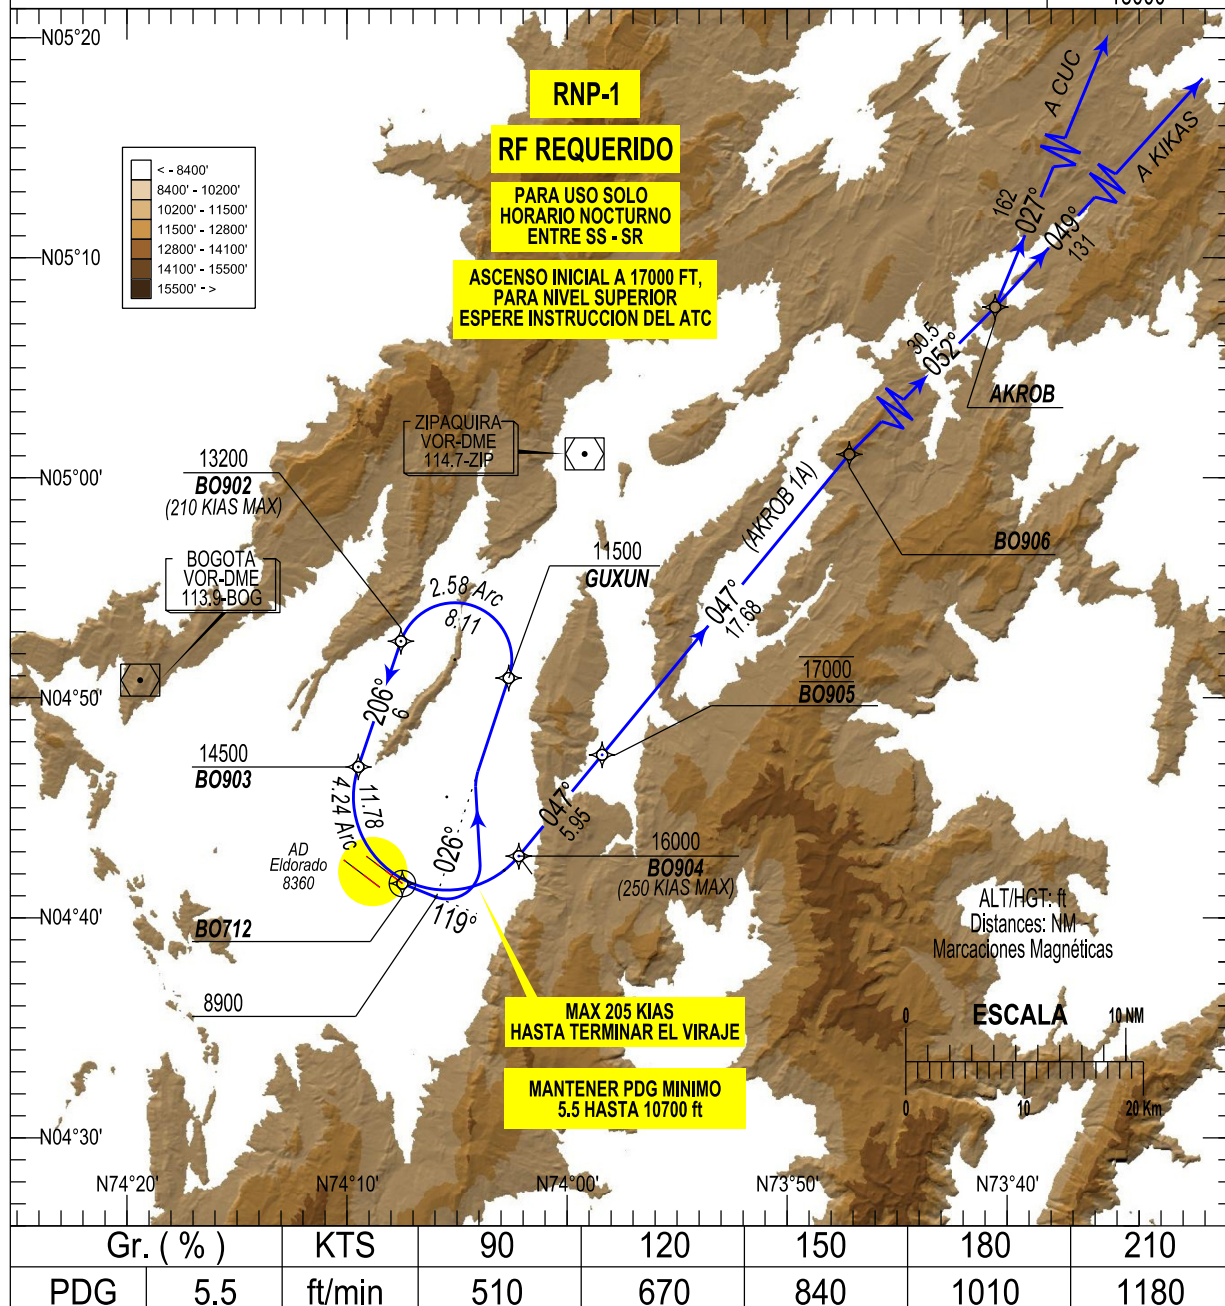 N05°20'
RNP-1
RF REQUERIDO
PARA USO SOLO
HORARIO NOCTURNO
ENTRE SS - SR
ASCENSO INICIAL A 17000 FT,
PARA NIVEL SUPERIOR
ESPERE INSTRUCCION DEL ATC
< - 8400'
8400' - 10200'
10200' - 11500'
11500' - 12800'
12800' - 14100'
14100' - 15500'
15500' - >
A CUC
A KIKAS
162
027°
049°
131
N05°10'
30.5
052°
AKROB
ZIPAQUIRA
VOR-DME
114.7-ZIP
13200
BO902
(210 KIAS MAX)
N05°00'
(AKROB 1A)
BO906
BOGOTA
VOR-DME
113.9-BOG
11500
GUXUN
2.58 Arc
8.11
047°
17.68
17000
BO905
N04°50'
206°
6
14500
BO903
4.24 Arc
11.78
047°
5.95
026°
16000
BO904
(250 KIAS MAX)
AD
Eldorado
8360
N04°40'
BO712
119°
8900
ALT/HGT: ft
Distances: NM
Marcaciones Magnéticas
MAX 205 KIAS
HASTA TERMINAR EL VIRAJE
MANTENER PDG MINIMO
5.5 HASTA 10700 ft
ESCALA
0 10 NM
0 10 20 Km
N04°30'
N74°20' N74°10' N74°00' N73°50' N73°40'
Gr. ( % ) KTS 90 120 150 180 210
PDG 5.5 ft/min 510 670 840 1010 1180